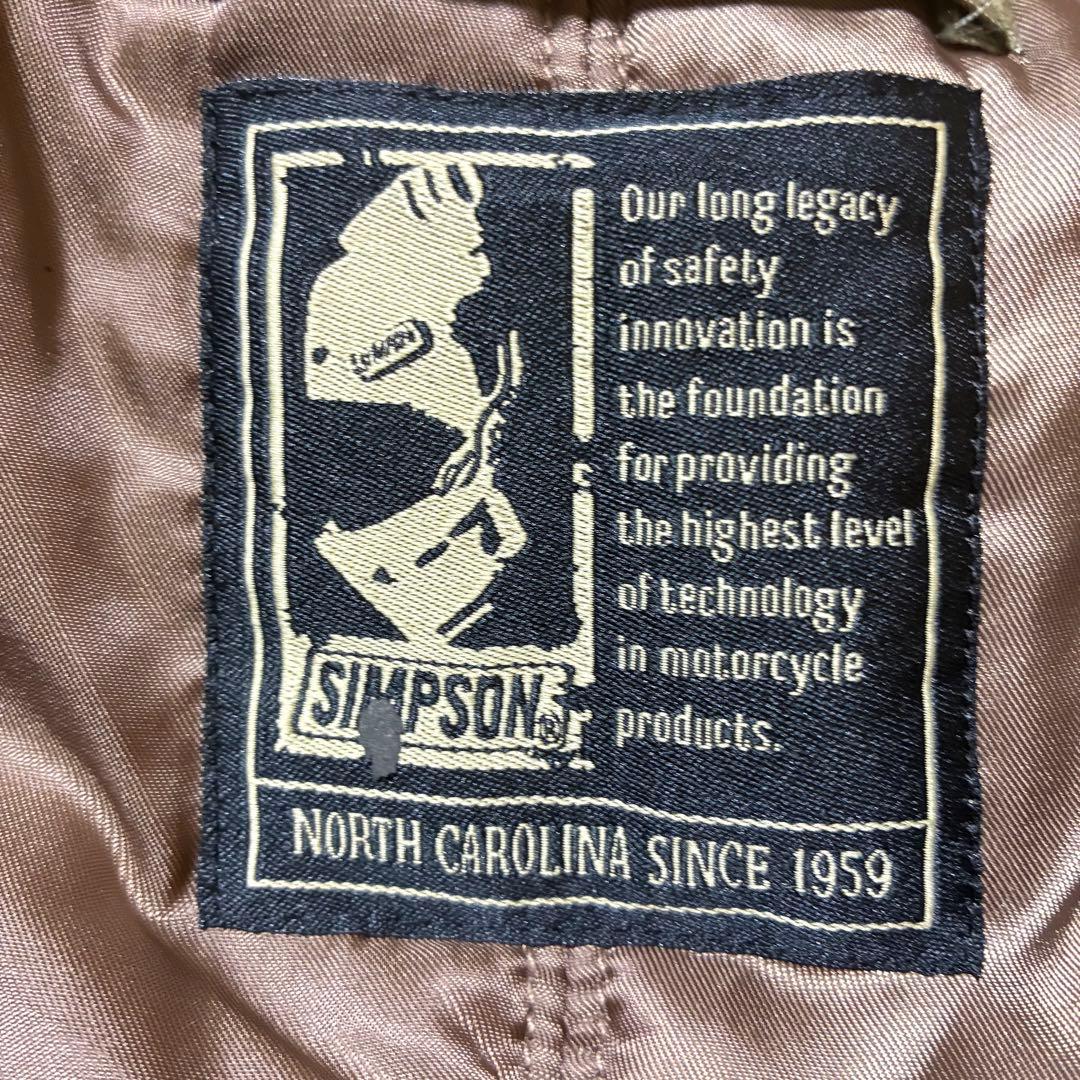 Our long legacy
of safety
innovation is
the foundation
for providing
the highest level
of technology
in motorcycle
products.
SIMPSON®
NORTH CAROLINA SINCE 1959